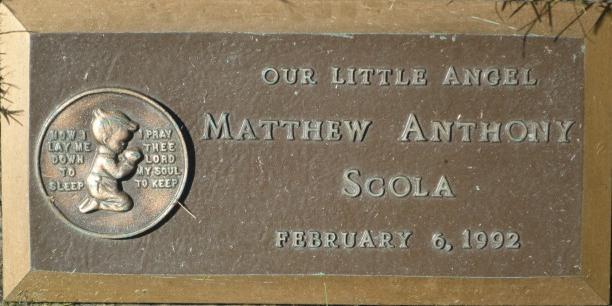 OUR LITTLE ANGEL
MATTHEW ANTHONY
SCOLA
FEBRUARY 6, 1992
NOW I
LAY ME
DOWN
TO
SLEEP
I PRAY
THEE
LORD
MY SOUL
TO KEEP